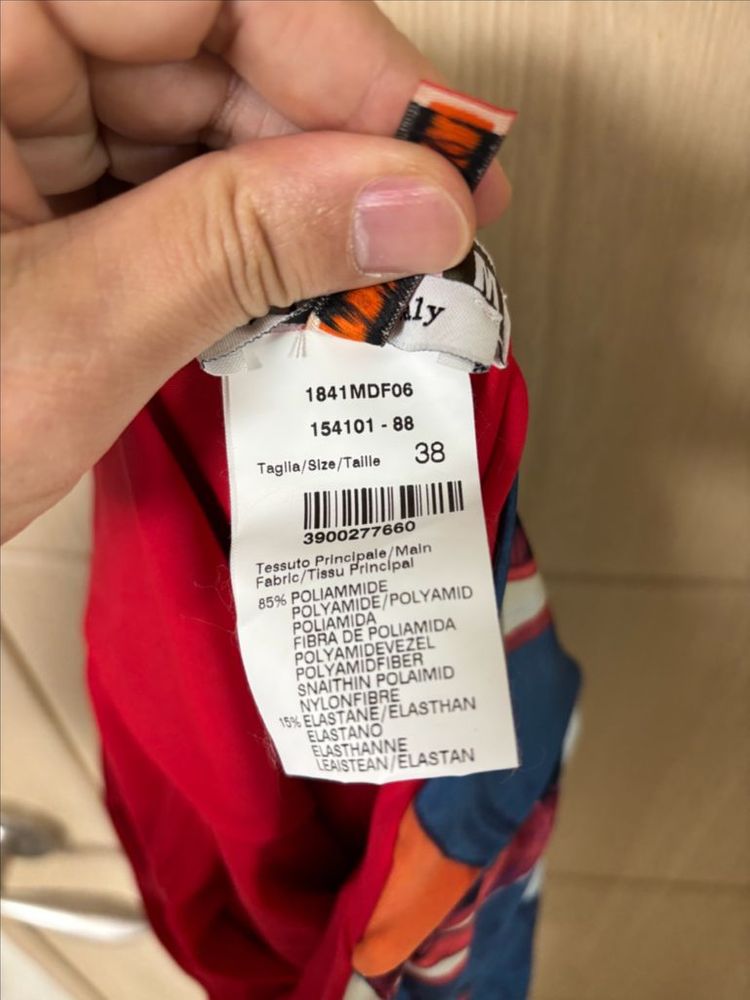 1841MDF06
154101 - 88
Taglia/Size/Taille 38
3900277660
Tessuto Principale/Main
Fabric/Tissu Principal
85% POLIAMMIDE
POLYAMIDE/POLYAMID
POLIAMIDA
FIBRA DE POLIAMIDA
POLYAMIDEVEZEL
POLYAMIDFIBER
SNAITHIN POLAIMID
NYLONFIBRE
15% ELASTANE/ELASTHAN
ELASTANO
ELASTHANNE
LEAISTEAN/ELASTAN